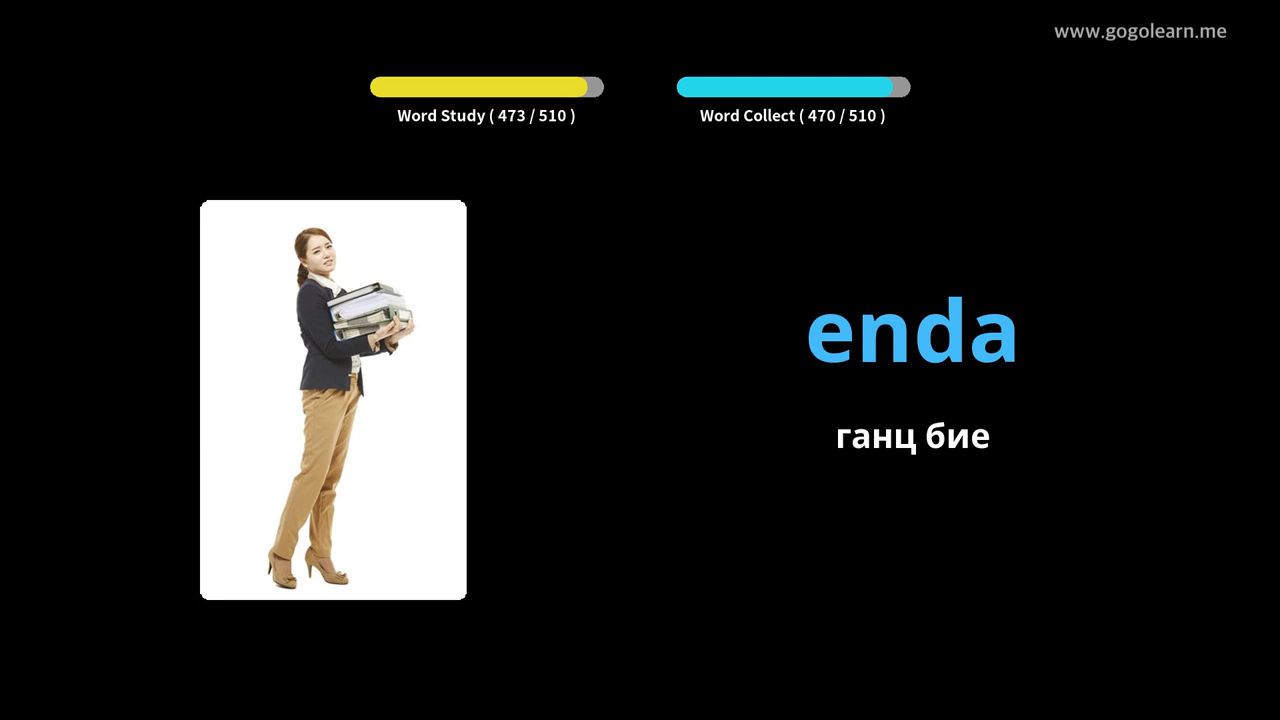 www.gogolearn.me
Word Study ( 473 / 510 )
Word Collect ( 470 / 510 )
enda
ганц бие